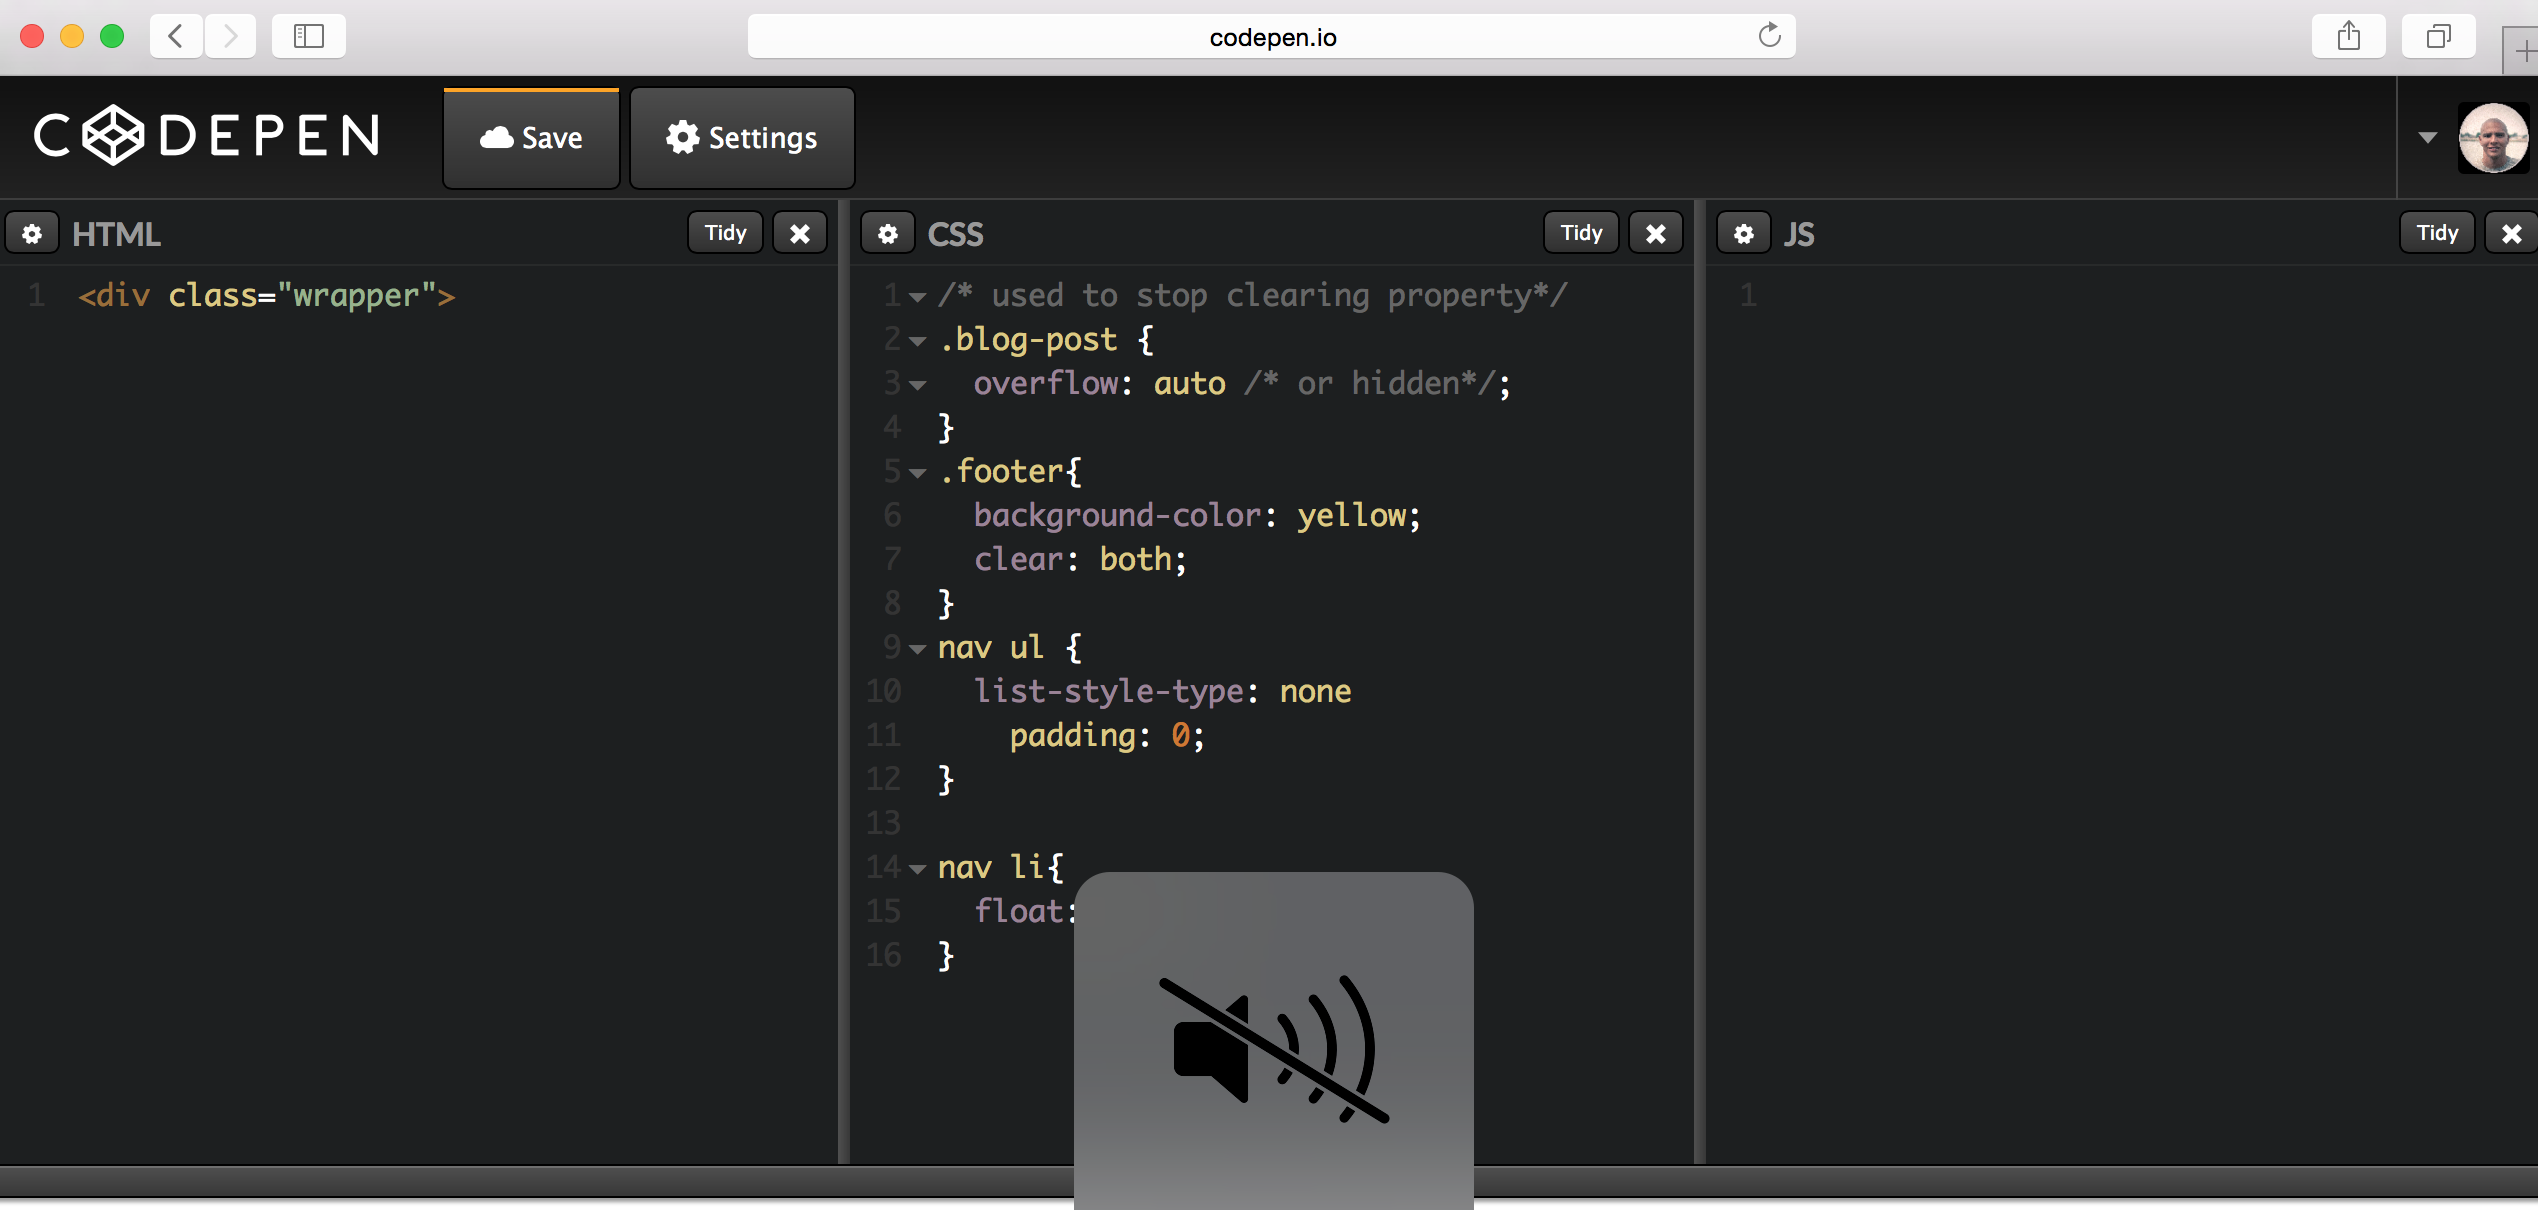 codepen.io
CODEPEN
Save
Settings
HTML
Tidy
1 <div class="wrapper">
CSS
Tidy
1 /* used to stop clearing property*/
2 .blog-post {
3 overflow: auto /* or hidden*/;
4 }
5 .footer{
6 background-color: yellow;
7 clear: both;
8 }
9 nav ul {
10 list-style-type: none
11 padding: 0;
12 }
13
14 nav li{
15 float:
16 }
JS
Tidy
1